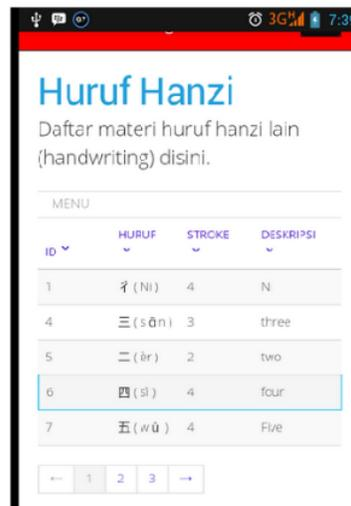 3G H 7:39
Huruf Hanzi
Daftar materi huruf hanzi lain
(handwriting) disini.
MENU
ID HURUF STROKE DESKRIPSI
1 (Ni) 4 N
4 三 (sān) 3 three
5 二 (èr) 2 two
6 四 (sì) 4 four
7 五 (wǔ) 4 Five
← 1 2 3 →